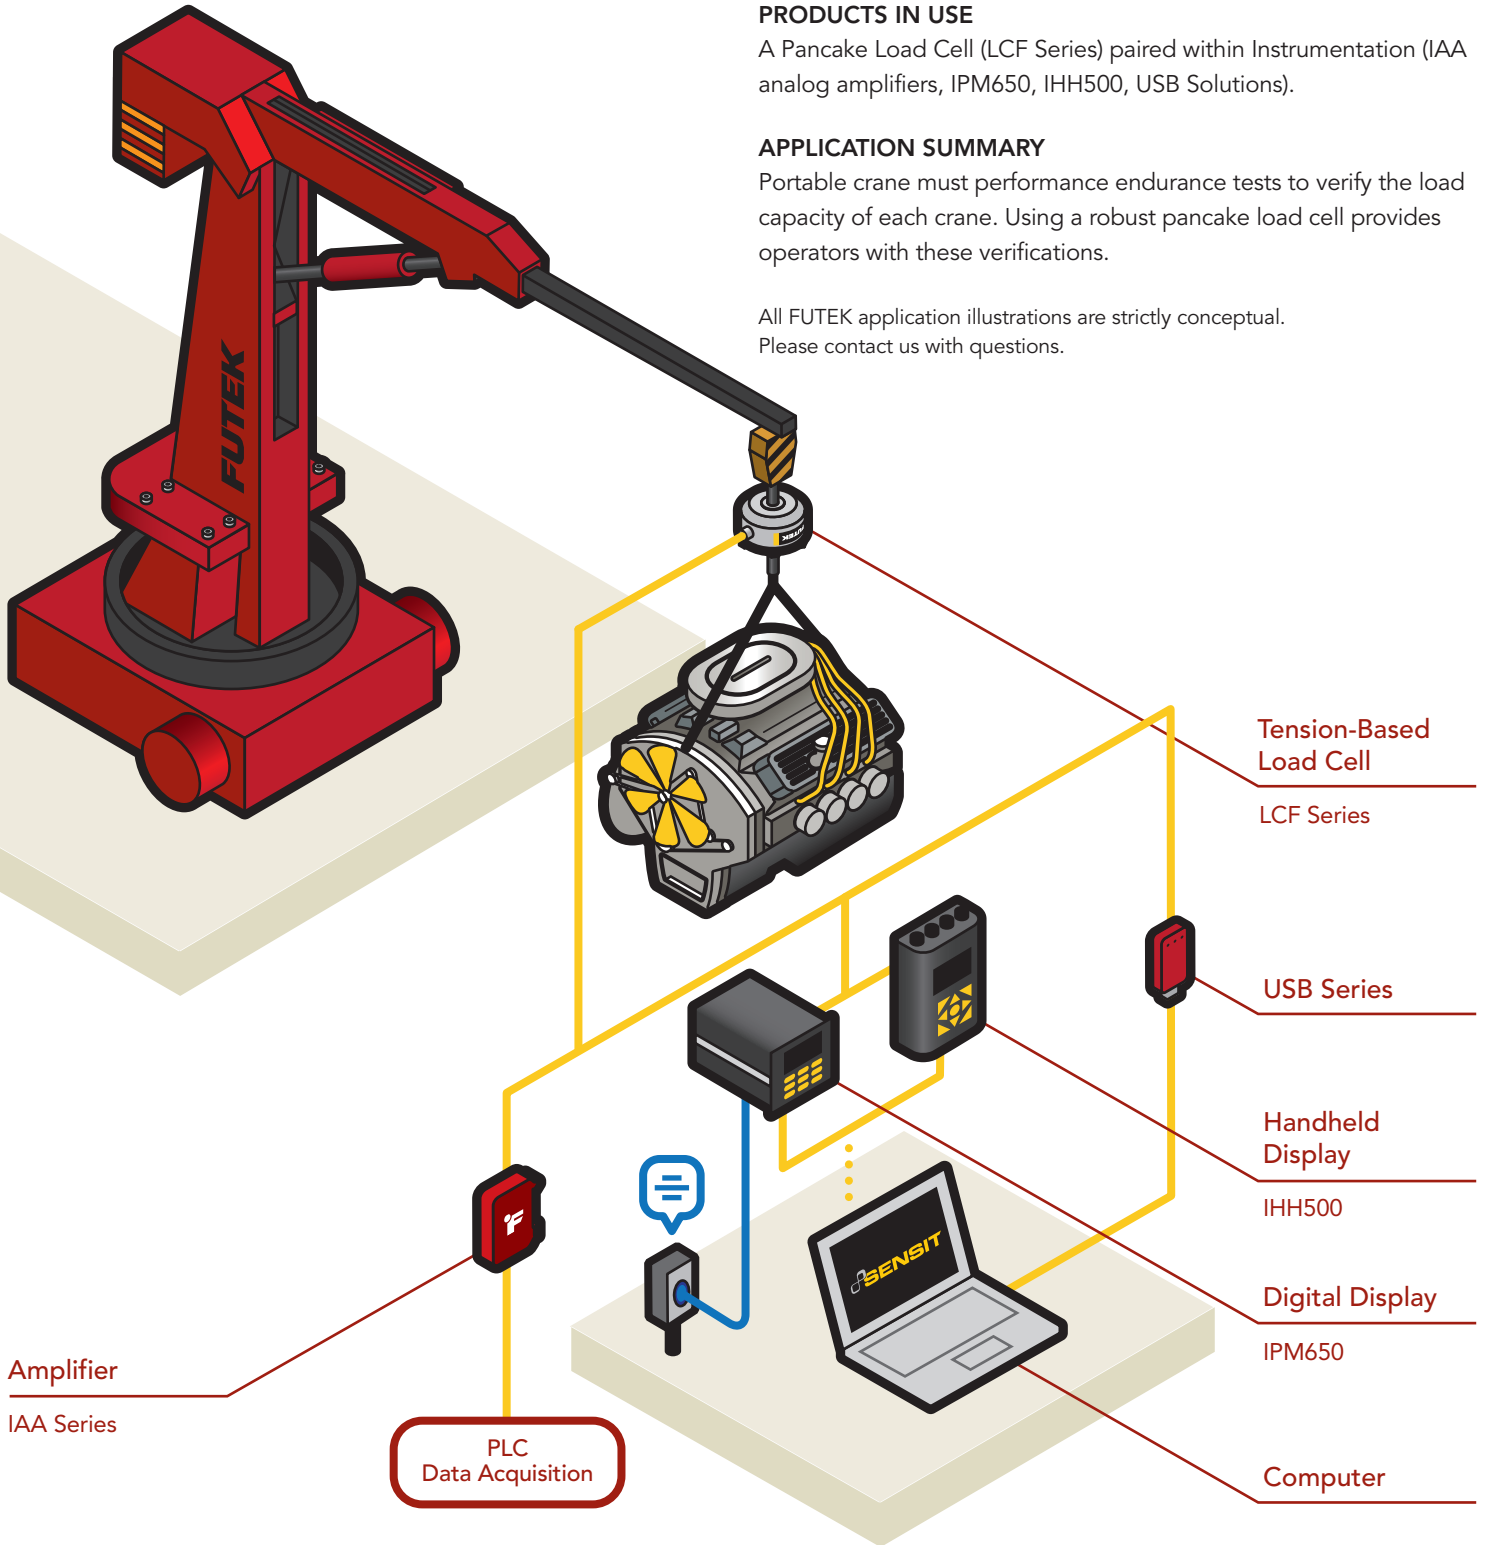 PRODUCTS IN USE
A Pancake Load Cell (LCF Series) paired within Instrumentation (IAA
analog amplifiers, IPM650, IHH500, USB Solutions).
APPLICATION SUMMARY
Portable crane must performance endurance tests to verify the load
capacity of each crane. Using a robust pancake load cell provides
operators with these verifications.
All FUTEK application illustrations are strictly conceptual.
Please contact us with questions.
FUTEK
FUTEK
Tension-Based
Load Cell
LCF Series
USB Series
Handheld
Display
IHH500
SENSIT
Digital Display
IPM650
Amplifier
IAA Series
PLC
Data Acquisition
Computer